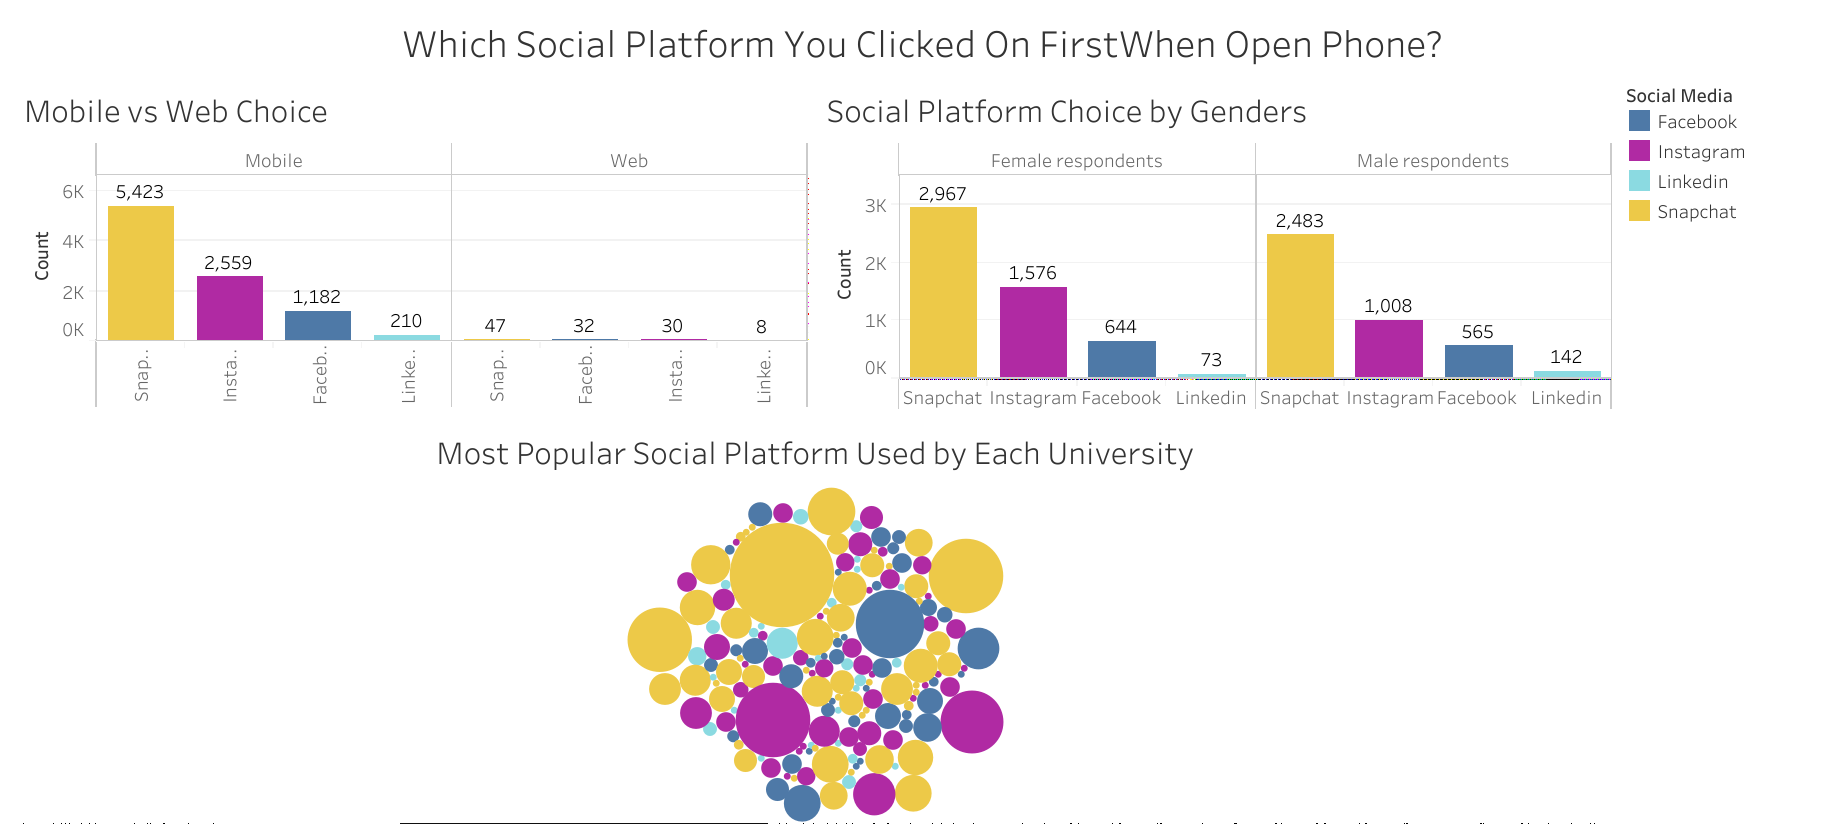 Which Social Platform You Clicked On FirstWhen Open Phone?
Mobile vs Web Choice
Mobile
Web
Count
6K
4K
2K
0K
5,423
2,559
1,182
210
47
32
30
8
Snap..
Insta..
Faceb..
Linke..
Snap..
Faceb..
Insta..
Linke..
Social Platform Choice by Genders
Female respondents
Male respondents
Count
3K
2K
1K
0K
2,967
1,576
644
73
2,483
1,008
565
142
Snapchat
Instagram
Facebook
Linkedin
Snapchat
Instagram
Facebook
Linkedin
Social Media
Facebook
Instagram
Linkedin
Snapchat
Most Popular Social Platform Used by Each University